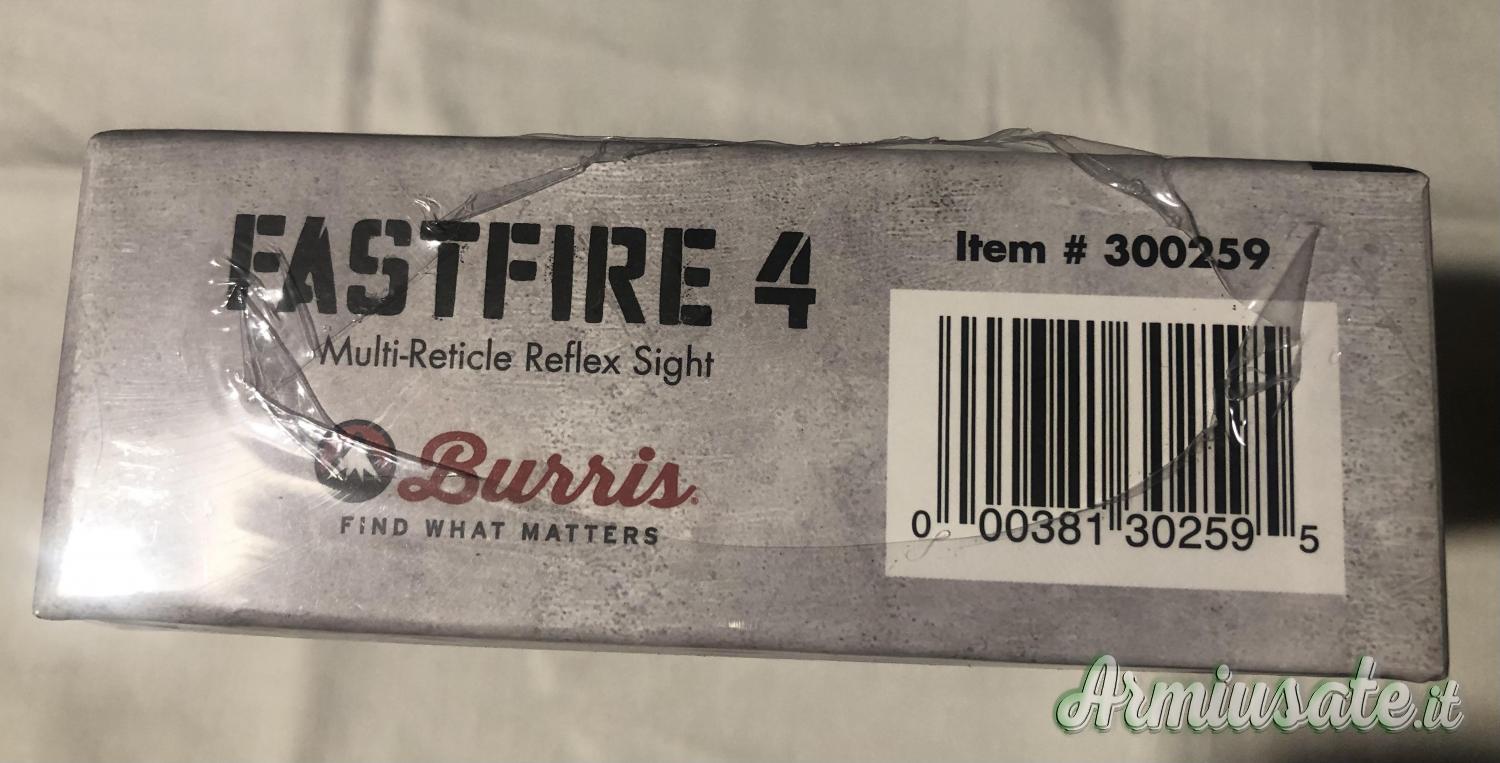 FASTFIRE 4
Multi-Reticle Reflex Sight
Burris
FIND WHAT MATTERS
Item # 300259
0 00381 30259 5
Armiusate.it